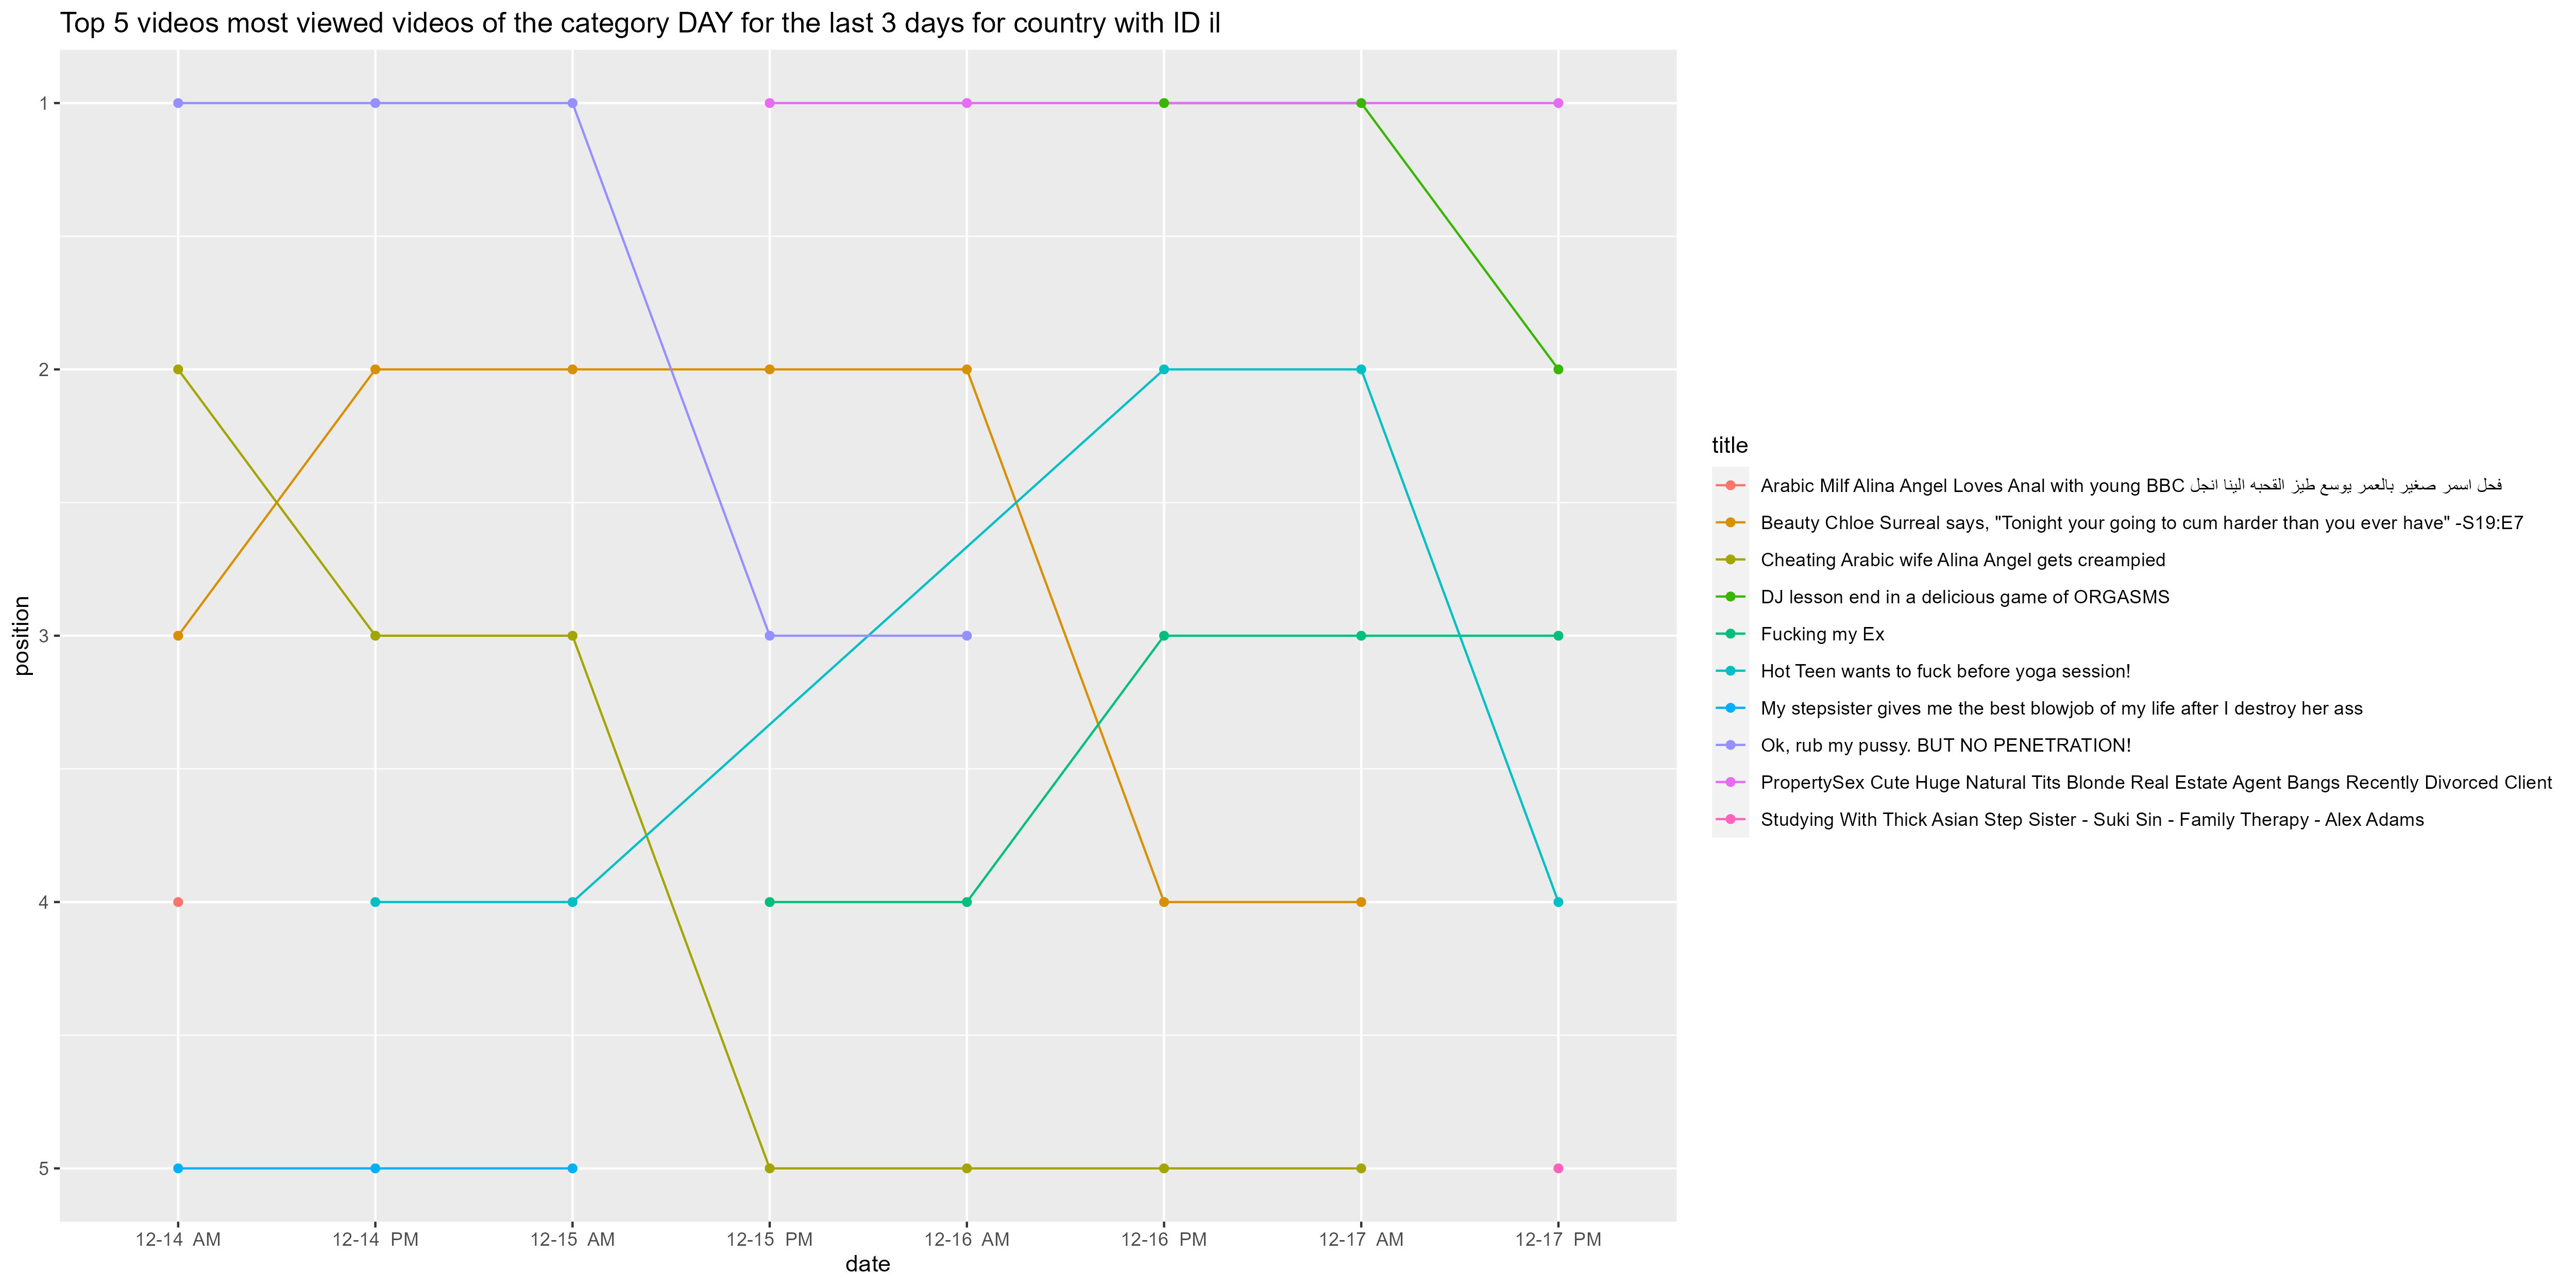 Top 5 videos most viewed videos of the category DAY for the last 3 days for country with ID il
position
1
2
3
4
5
12-14 AM
12-14 PM
12-15 AM
12-15 PM
12-16 AM
12-16 PM
12-17 AM
12-17 PM
date
title
Arabic Milf Alina Angel Loves Anal with young BBC فحل اسمر صغير بالعمر يوسع طيز القحبه الينا انجل
Beauty Chloe Surreal says, "Tonight your going to cum harder than you ever have" -S19:E7
Cheating Arabic wife Alina Angel gets creampied
DJ lesson end in a delicious game of ORGASMS
Fucking my Ex
Hot Teen wants to fuck before yoga session!
My stepsister gives me the best blowjob of my life after I destroy her ass
Ok, rub my pussy. BUT NO PENETRATION!
PropertySex Cute Huge Natural Tits Blonde Real Estate Agent Bangs Recently Divorced Client
Studying With Thick Asian Step Sister - Suki Sin - Family Therapy - Alex Adams